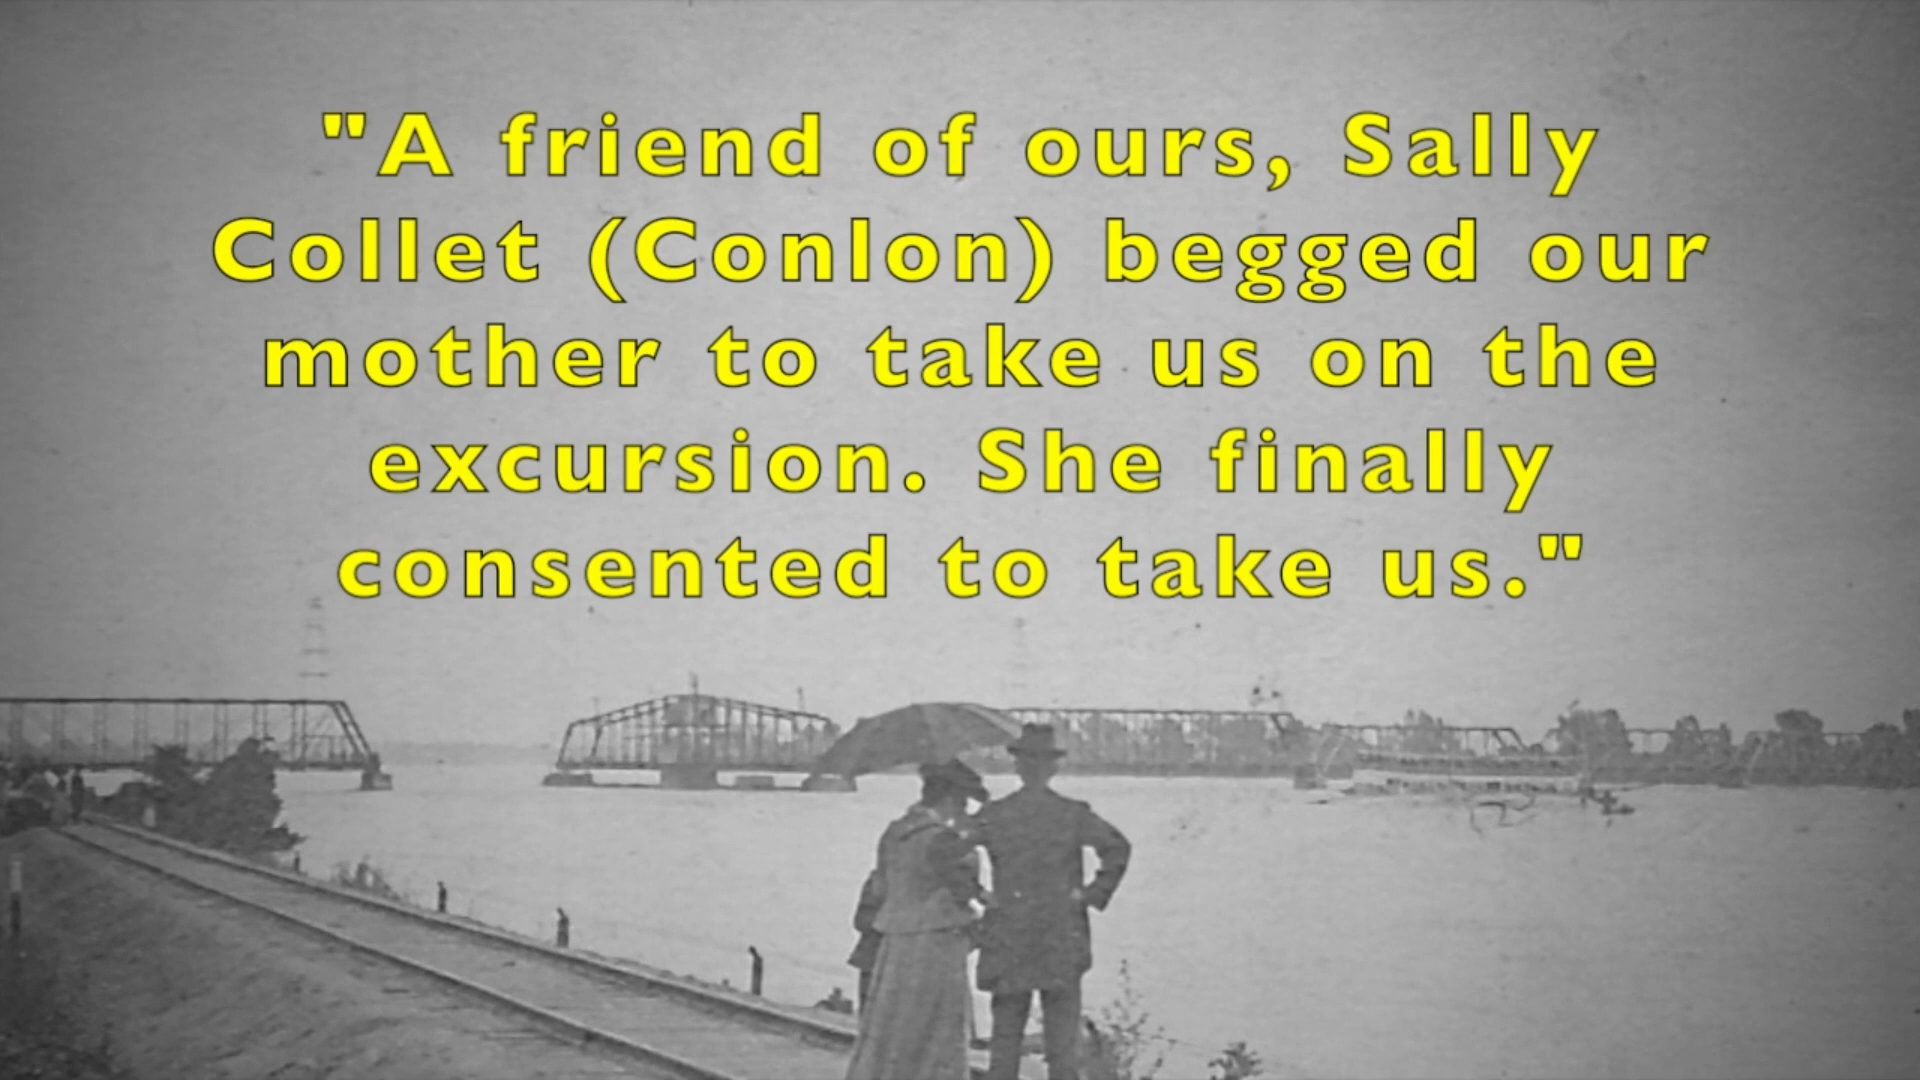 "A friend of ours, Sally
Collet (Conlon) begged our
mother to take us on the
excursion. She finally
consented to take us."